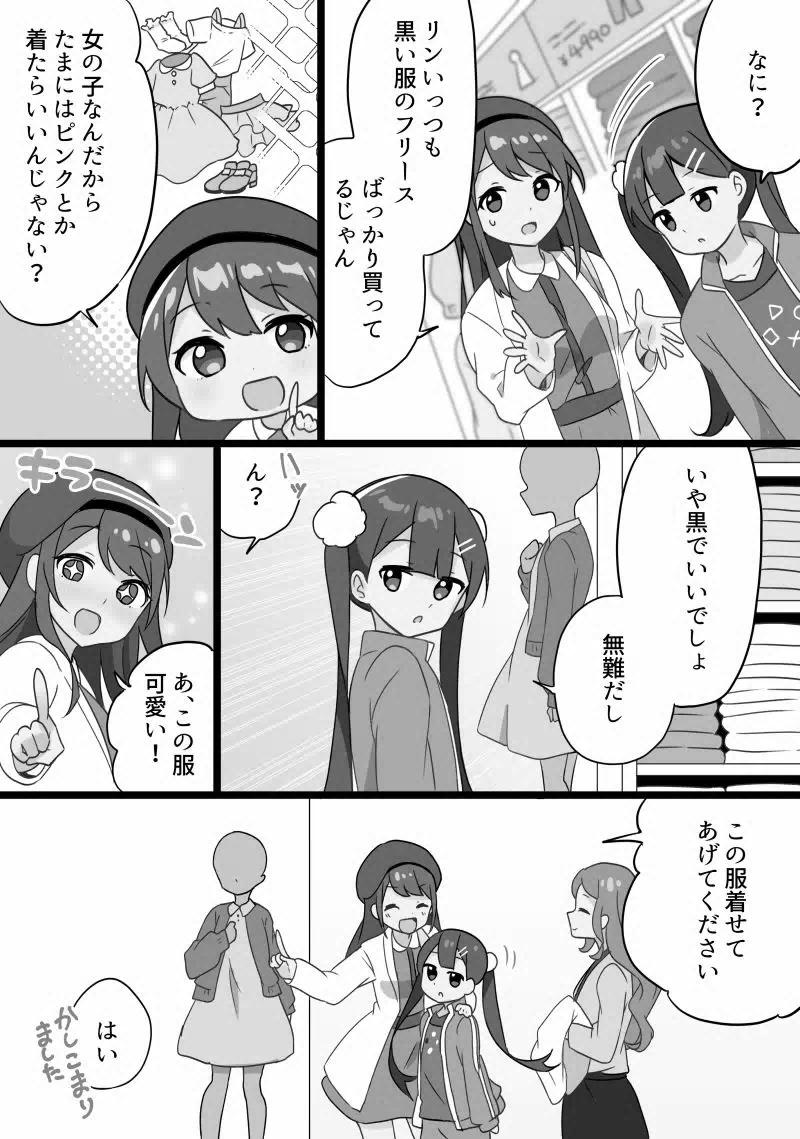 なに？
¥4990
リンいっつも
黒い服のフリース
ばっかり買って
るじゃん
女の子なんだから
たまにはピンクとか
着たらいいんじゃない？
いや黒でいいでしょ
無難だし
ハッ
ん？
キラーーン
あ、この服
可愛い！
この服着せて
あげてください
はい
かしこまり
ました